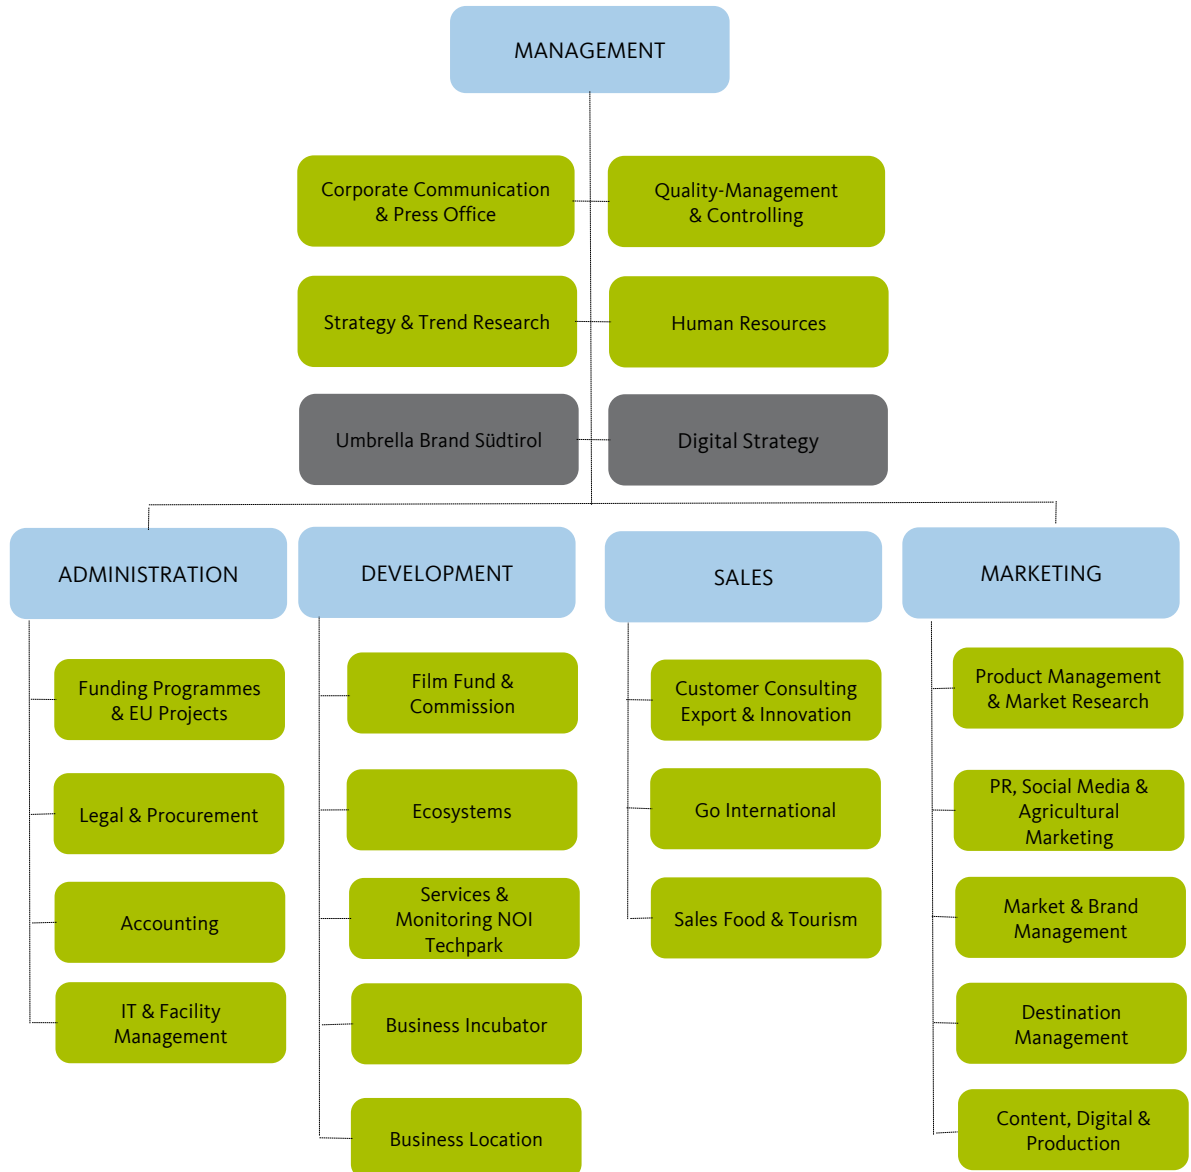 MANAGEMENT
Corporate Communication
& Press Office
Quality-Management
& Controlling
Strategy & Trend Research
Human Resources
Umbrella Brand Südtirol
Digital Strategy
ADMINISTRATION
Funding Programmes
& EU Projects
Legal & Procurement
Accounting
IT & Facility
Management
DEVELOPMENT
Film Fund &
Commission
Ecosystems
Services &
Monitoring NOI
Techpark
Business Incubator
Business Location
SALES
Customer Consulting
Export & Innovation
Go International
Sales Food & Tourism
MARKETING
Product Management
& Market Research
PR, Social Media &
Agricultural
Marketing
Market & Brand
Management
Destination
Management
Content, Digital &
Production